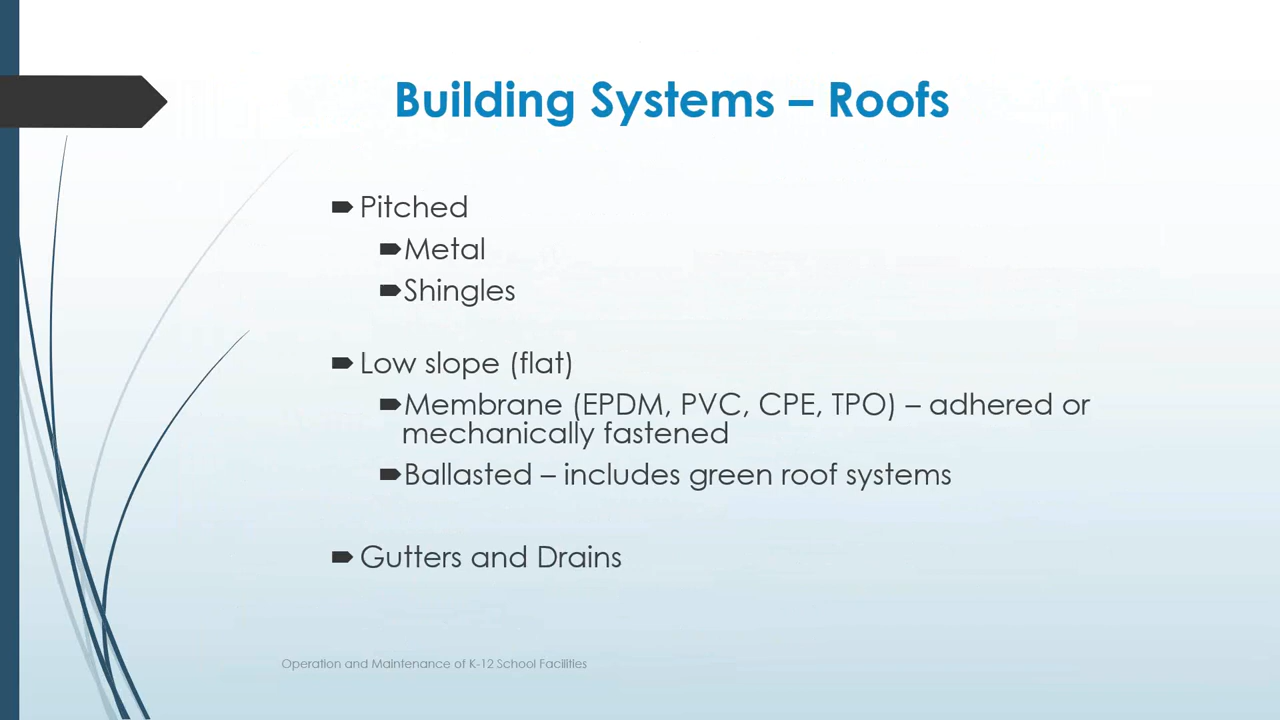 Building Systems – Roofs
Pitched
Metal
Shingles
Low slope (flat)
Membrane (EPDM, PVC, CPE, TPO) – adhered or
mechanically fastened
Ballasted – includes green roof systems
Gutters and Drains
Operation and Maintenance of K-12 School Facilities